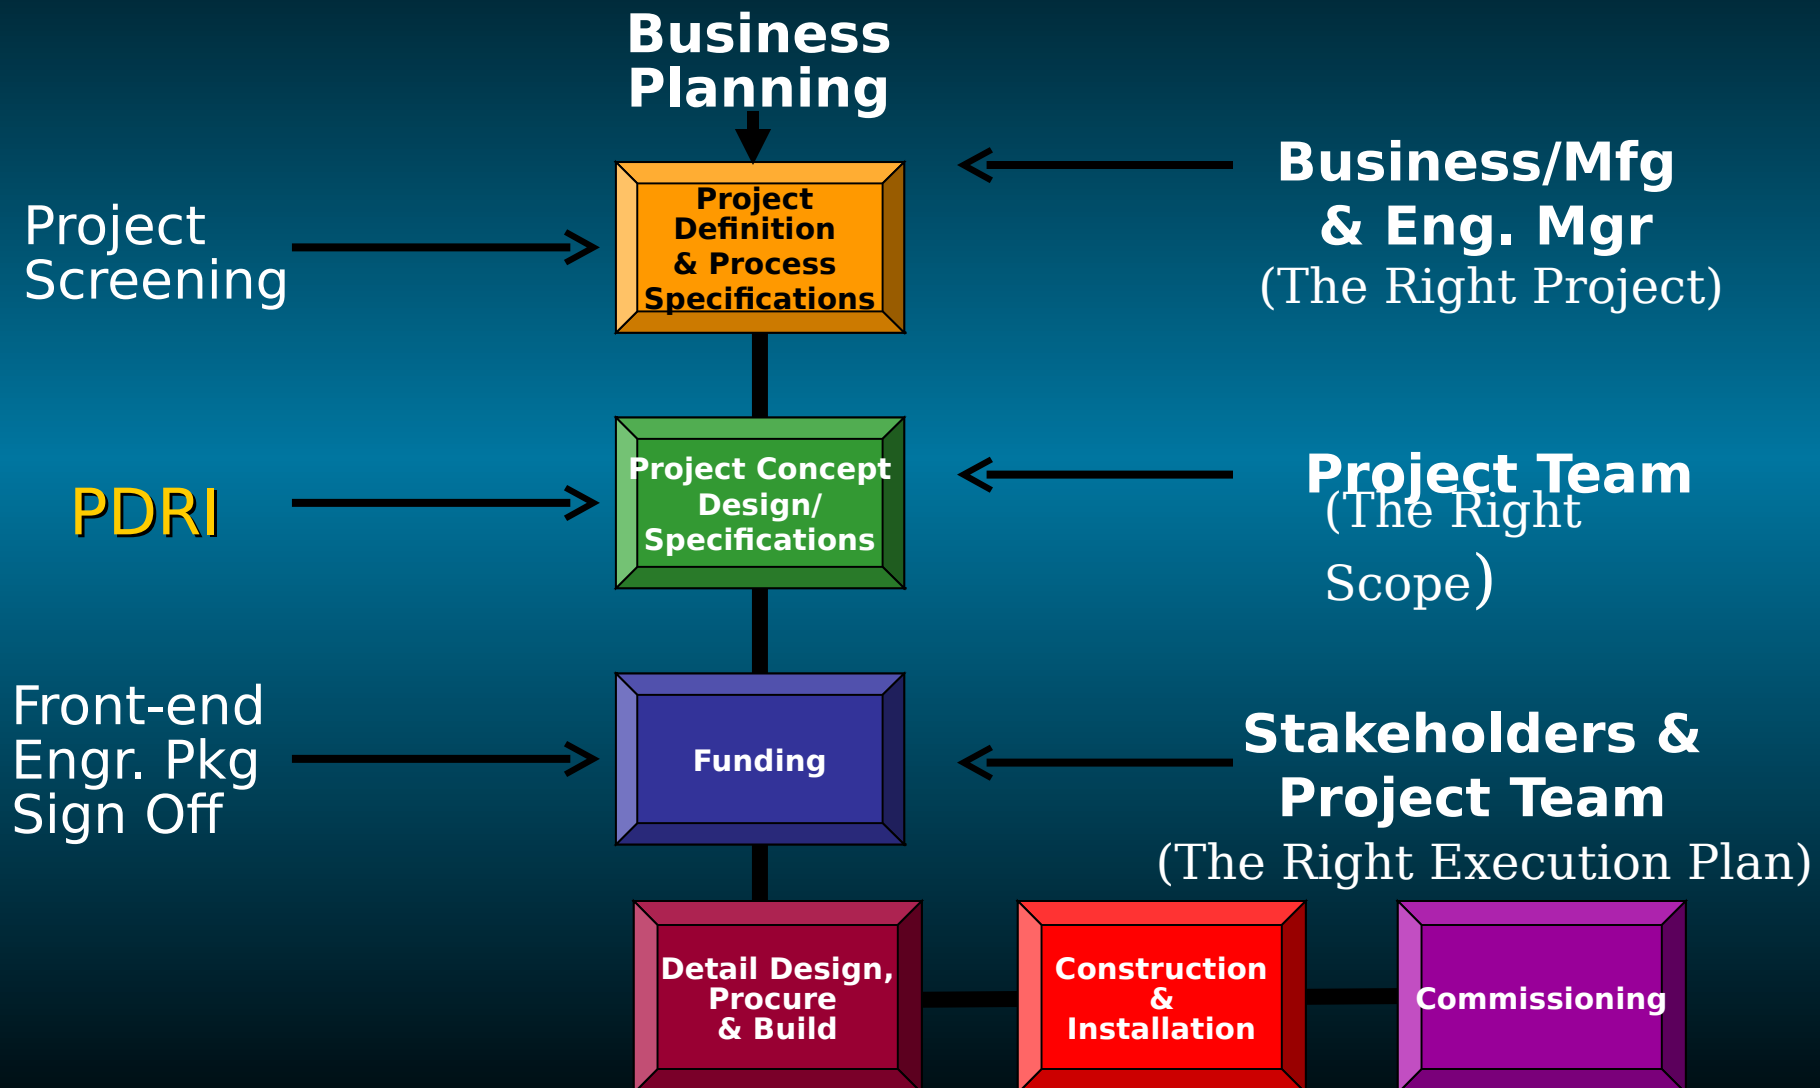 Business
Planning
Project
Screening
Project
Definition
& Process
Specifications
Business/Mfg
& Eng. Mgr
(The Right Project)
PDRI
Project Concept
Design/
Specifications
Project Team
(The Right
Scope)
Front-end
Engr. Pkg
Sign Off
Funding
Stakeholders &
Project Team
(The Right Execution Plan)
Detail Design,
Procure
& Build
Construction
&
Installation
Commissioning